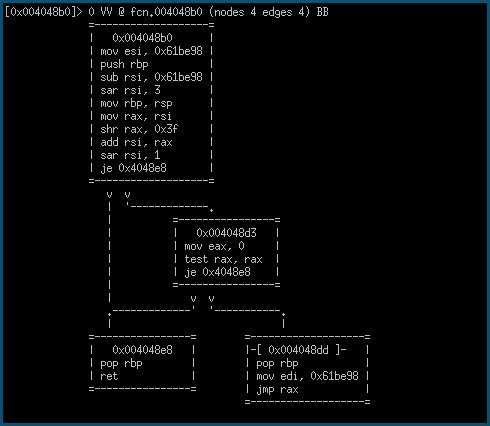 [0x004048b0]> 0 VV @ fcn.004048b0 (nodes 4 edges 4) BB
0x004048b0
mov esi, 0x61be98
push rbp
sub rsi, 0x61be98
sar rsi, 3
mov rbp, rsp
mov rax, rsi
shr rax, 0x3f
add rsi, rax
sar rsi, 1
je 0x4048e8
v v
0x004048d3
mov eax, 0
test rax, rax
je 0x4048e8
v v
0x004048e8
pop rbp
ret
-[ 0x004048dd ]-
pop rbp
mov edi, 0x61be98
jmp rax